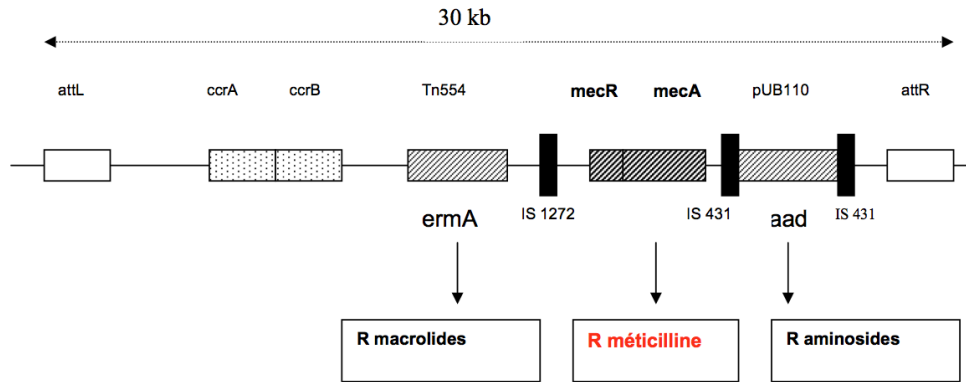 30 kb
attL ccrA ccrB Tn554 mecR mecA pUB110 attR
IS 1272 IS 431 IS 431
ermA aad
R macrolides R méticilline R aminosides